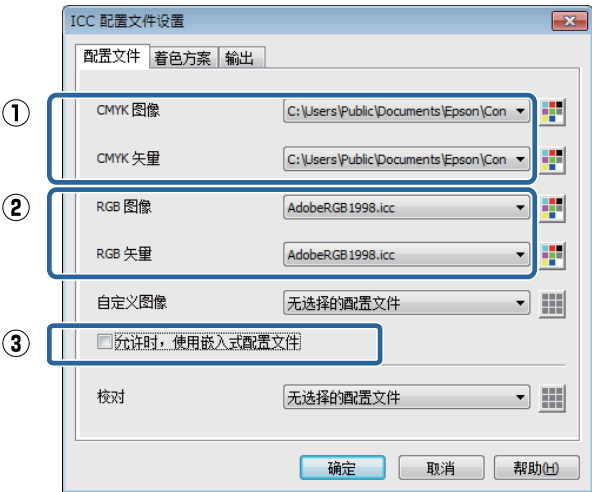 ICC 配置文件设置
配置文件 着色方案 输出
① CMYK 图像 C:\Users\Public\Documents\Epson\Con
CMYK 矢量 C:\Users\Public\Documents\Epson\Con
② RGB 图像 AdobeRGB1998.icc
RGB 矢量 AdobeRGB1998.icc
自定义图像 无选择的配置文件
③ 允许时，使用嵌入式配置文件
校对 无选择的配置文件
确定 取消 帮助(H)